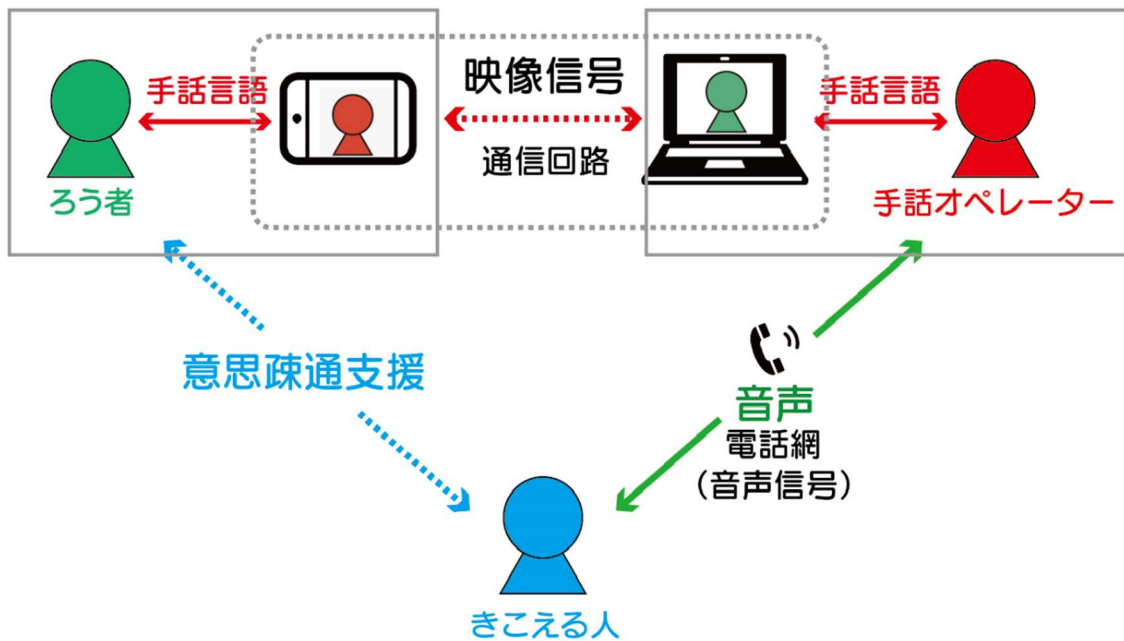 手話言語
映像信号
手話言語
通信回路
ろう者
手話オペレーター
意思疎通支援
音声
電話網
（音声信号）
きこえる人